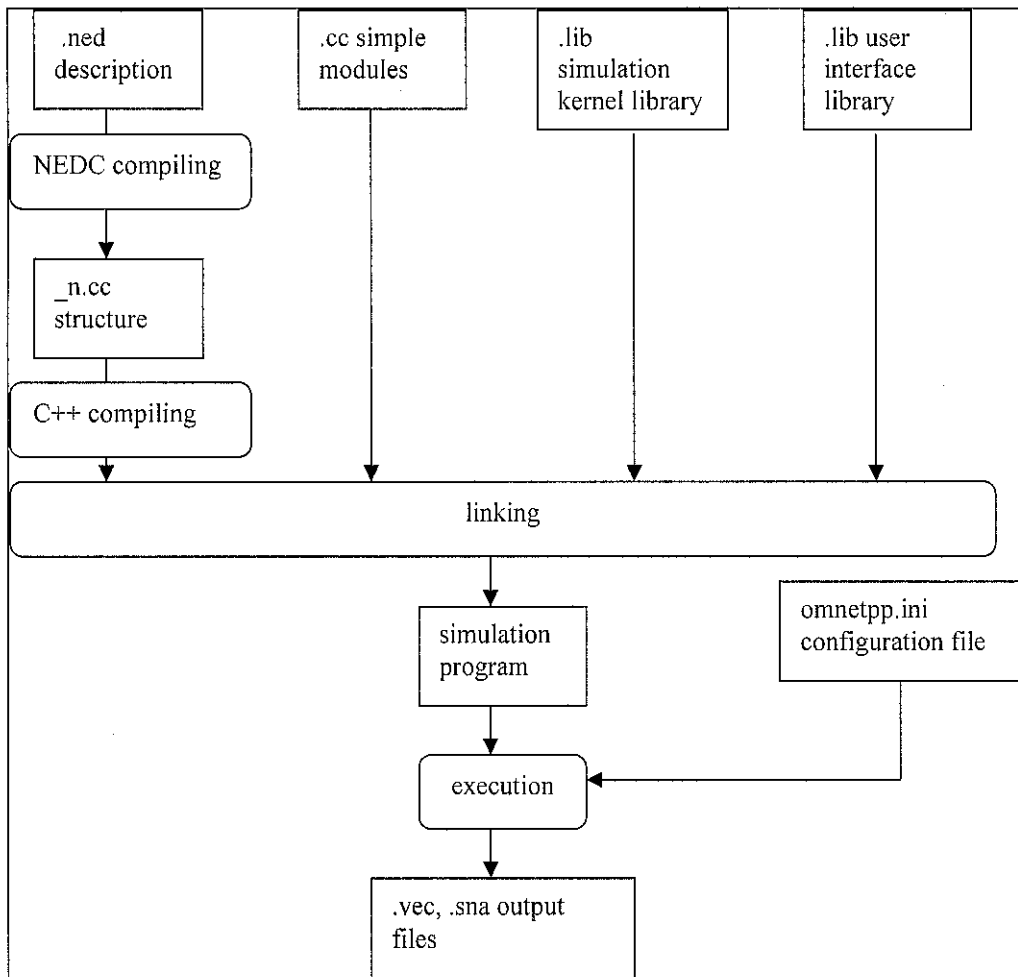 .ned
description
.cc simple
modules
.lib
simulation
kernel library
.lib user
interface
library
NEDC compiling
_n.cc
structure
C++ compiling
linking
simulation
program
omnetpp.ini
configuration file
execution
.vec, .sna output
files